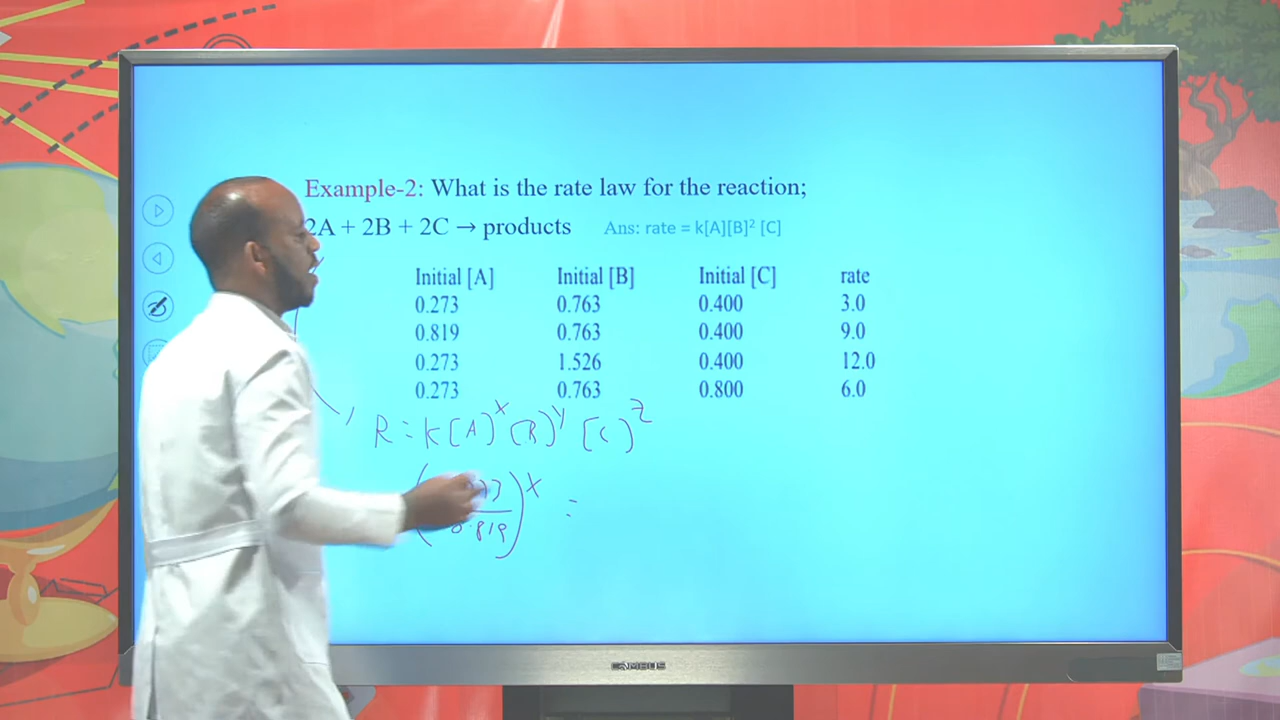 Example-2: What is the rate law for the reaction;
2A + 2B + 2C → products Ans: rate = k[A][B]² [C]
Initial [A] Initial [B] Initial [C] rate
0.273 0.763 0.400 3.0
0.819 0.763 0.400 9.0
0.273 1.526 0.400 12.0
0.273 0.763 0.800 6.0
R = K[A]^x [B]^y [C]^z
( / 0.819)^x =